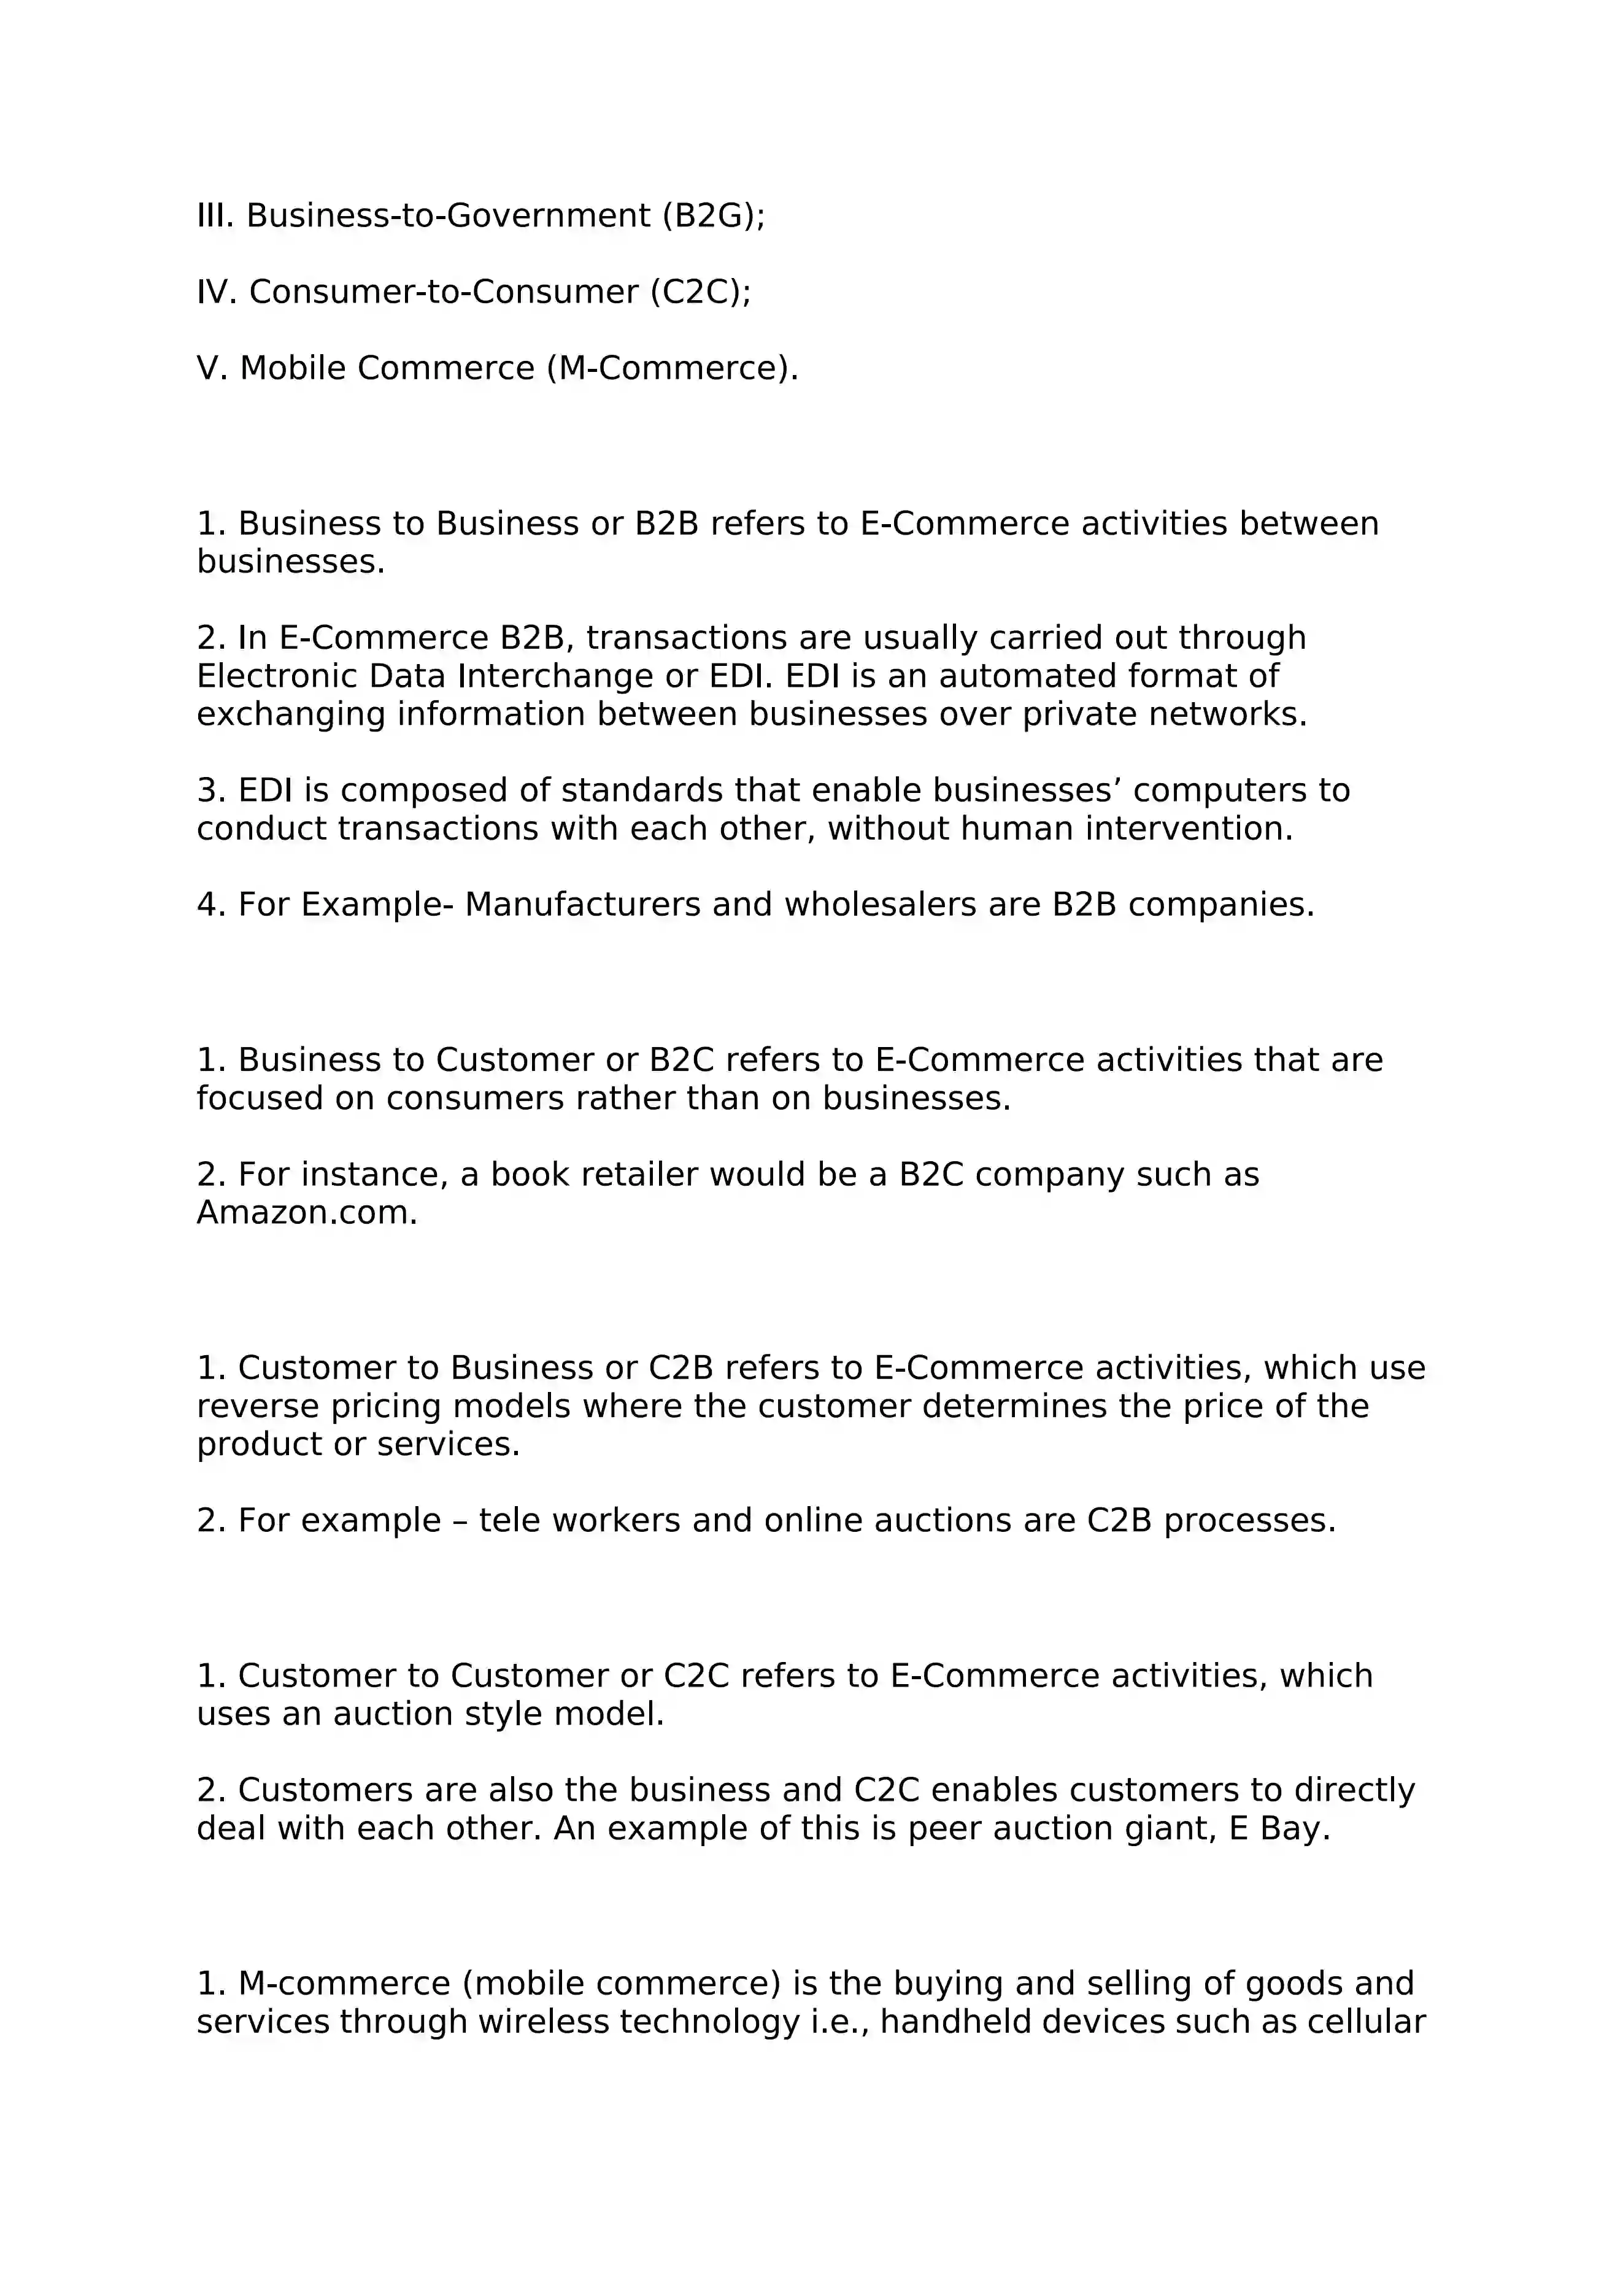 III. Business-to-Government (B2G);
IV. Consumer-to-Consumer (C2C);
V. Mobile Commerce (M-Commerce).
1. Business to Business or B2B refers to E-Commerce activities between
businesses.
2. In E-Commerce B2B, transactions are usually carried out through
Electronic Data Interchange or EDI. EDI is an automated format of
exchanging information between businesses over private networks.
3. EDI is composed of standards that enable businesses’ computers to
conduct transactions with each other, without human intervention.
4. For Example- Manufacturers and wholesalers are B2B companies.
1. Business to Customer or B2C refers to E-Commerce activities that are
focused on consumers rather than on businesses.
2. For instance, a book retailer would be a B2C company such as
Amazon.com.
1. Customer to Business or C2B refers to E-Commerce activities, which use
reverse pricing models where the customer determines the price of the
product or services.
2. For example – tele workers and online auctions are C2B processes.
1. Customer to Customer or C2C refers to E-Commerce activities, which
uses an auction style model.
2. Customers are also the business and C2C enables customers to directly
deal with each other. An example of this is peer auction giant, E Bay.
1. M-commerce (mobile commerce) is the buying and selling of goods and
services through wireless technology i.e., handheld devices such as cellular